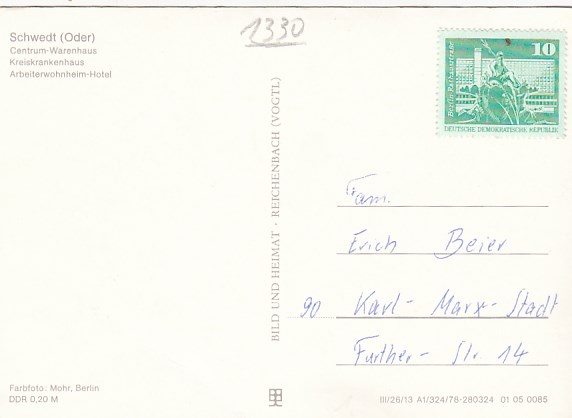 Schwedt (Oder)
Centrum-Warenhaus
Kreiskrankenhaus
Arbeiterwohnheim-Hotel
1330
10
Berlin-Rathausstraße
DEUTSCHE DEMOKRATISCHE REPUBLIK
BILD UND HEIMAT · REICHENBACH (VOGTL)
Fam.
Erich Beier
90 Karl-Marx-Stadt
Further-Str 14
Farbfoto: Mohr, Berlin
DDR 0,20 M
III/26/13 A1/324/78-280324 01 05 0085